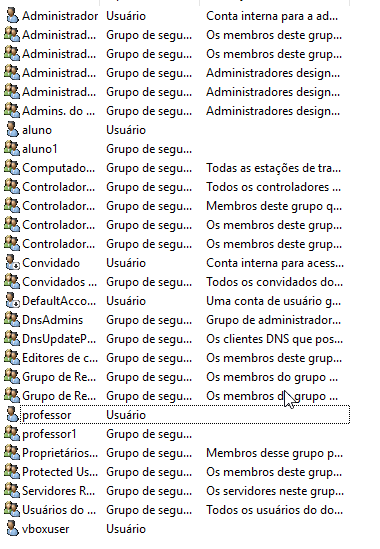 Administrador Usuário Conta interna para a ad...
Administrador... Grupo de segu... Os membros deste grup...
Administrador... Grupo de segu... Os membros deste grup...
Administrador... Grupo de segu... Administradores design...
Administrador... Grupo de segu... Administradores design...
Admins. do ... Grupo de segu... Administradores design...
aluno Usuário
aluno1 Grupo de segu...
Computado... Grupo de segu... Todas as estações de tra...
Controlador... Grupo de segu... Todos os controladores ...
Controlador... Grupo de segu... Membros deste grupo q...
Controlador... Grupo de segu... Os membros deste grup...
Controlador... Grupo de segu... Os membros deste grup...
Convidado Usuário Conta interna para acess...
Convidados ... Grupo de segu... Todos os convidados do...
DefaultAcco... Usuário Uma conta de usuário g...
DnsAdmins Grupo de segu... Grupo de administrador...
DnsUpdateP... Grupo de segu... Os clientes DNS que pos...
Editores de c... Grupo de segu... Os membros deste grup...
Grupo de Re... Grupo de segu... Os membros do grupo ...
Grupo de Re... Grupo de segu... Os membros do grupo ...
professor Usuário
professor1 Grupo de segu...
Proprietários... Grupo de segu... Membros desse grupo p...
Protected Us... Grupo de segu... Os membros deste grup...
Servidores R... Grupo de segu... Os servidores neste grup...
Usuários do ... Grupo de segu... Todos os usuários do do...
vboxuser Usuário